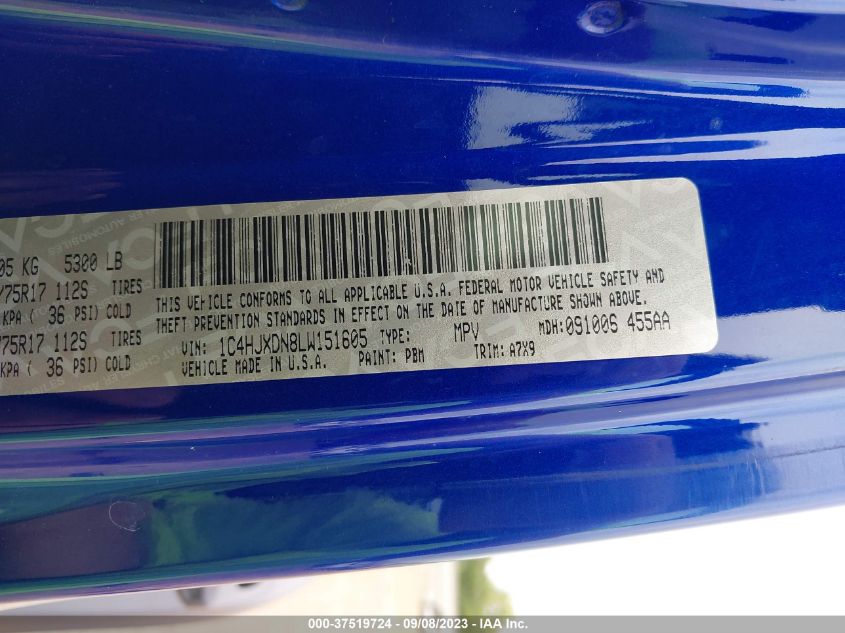 05 KG 5300 LB
/75R17 112S TIRES
KPA ( 36 PSI) COLD
/75R17 112S TIRES
KPA ( 36 PSI) COLD
THIS VEHICLE CONFORMS TO ALL APPLICABLE U.S.A. FEDERAL MOTOR VEHICLE SAFETY AND
THEFT PREVENTION STANDARDS IN EFFECT ON THE DATE OF MANUFACTURE SHOWN ABOVE.
VIN: 1C4HJXDN8LW151605 TYPE: MPV MDH:091006 455AA
VEHICLE MADE IN U.S.A. PAINT: PBM TRIM: A7X9
000-37519724 - 09/08/2023 - IAA Inc.